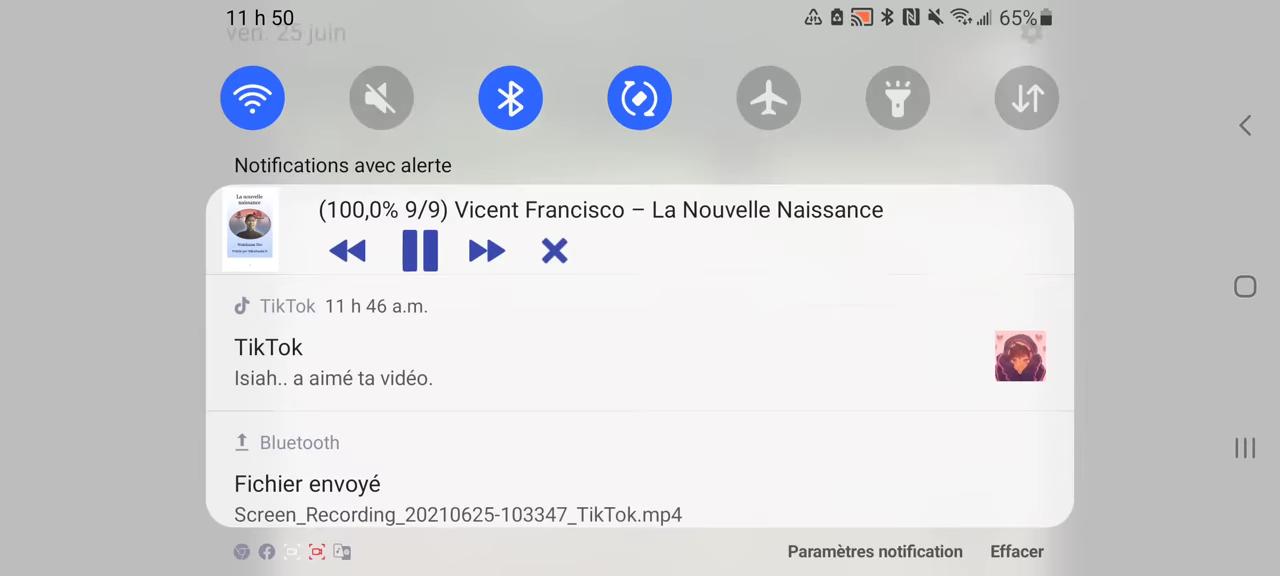 11 h 50
65%
ven. 25 juin
Notifications avec alerte
La nouvelle
naissance
(100,0% 9/9) Vicent Francisco – La Nouvelle Naissance
TikTok 11 h 46 a.m.
TikTok
Isiah.. a aimé ta vidéo.
Bluetooth
Fichier envoyé
Screen_Recording_20210625-103347_TikTok.mp4
Paramètres notification
Effacer